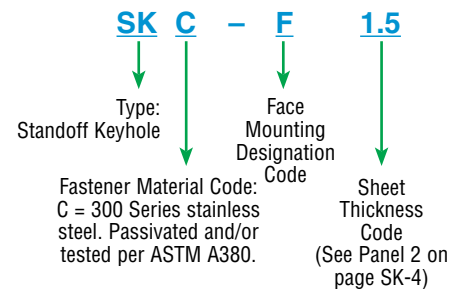 SK C – F 1.5
Type:
Standoff Keyhole
Face
Mounting
Designation
Code
Fastener Material Code:
C = 300 Series stainless
steel. Passivated and/or
tested per ASTM A380.
Sheet
Thickness
Code
(See Panel 2 on
page SK-4)